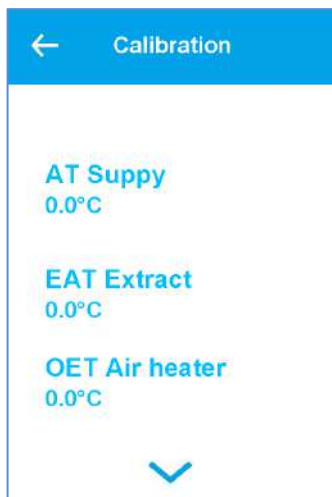 Calibration
AT Suppy
0.0°C
EAT Extract
0.0°C
OET Air heater
0.0°C